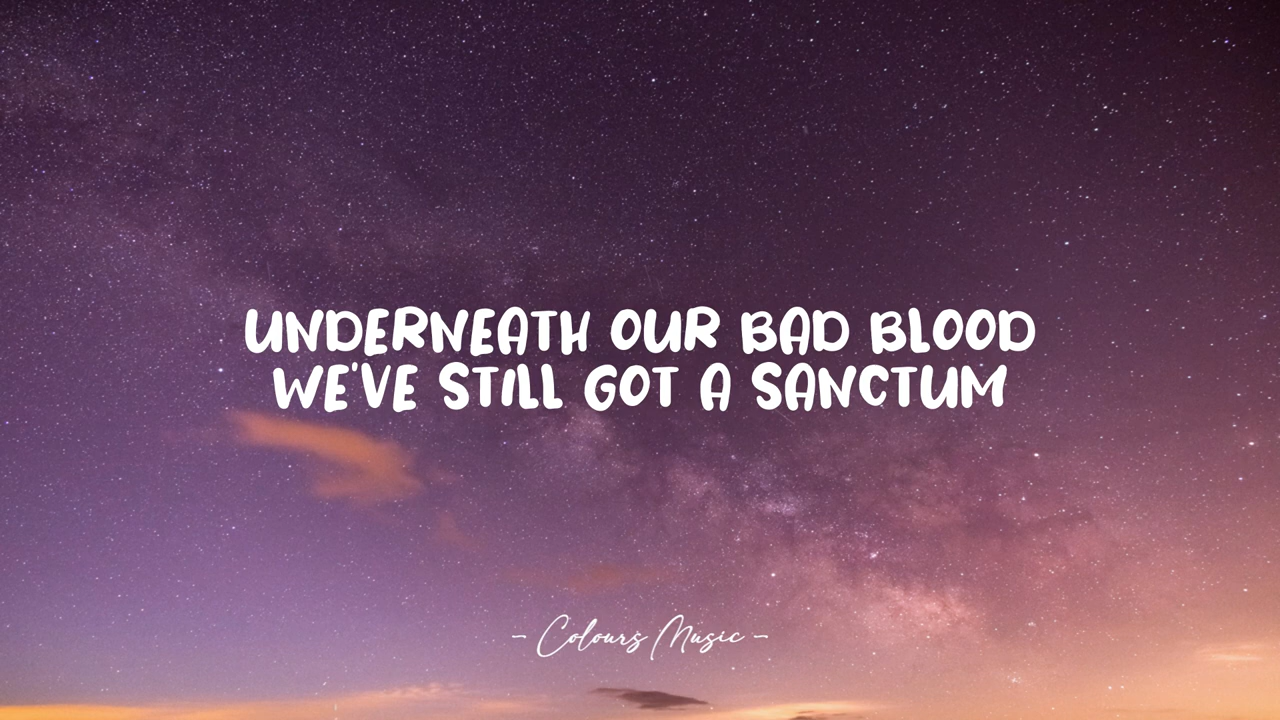 UNDERNEATH OUR BAD BLOOD
WE'VE STILL GOT A SANCTUM
- Colours Music -